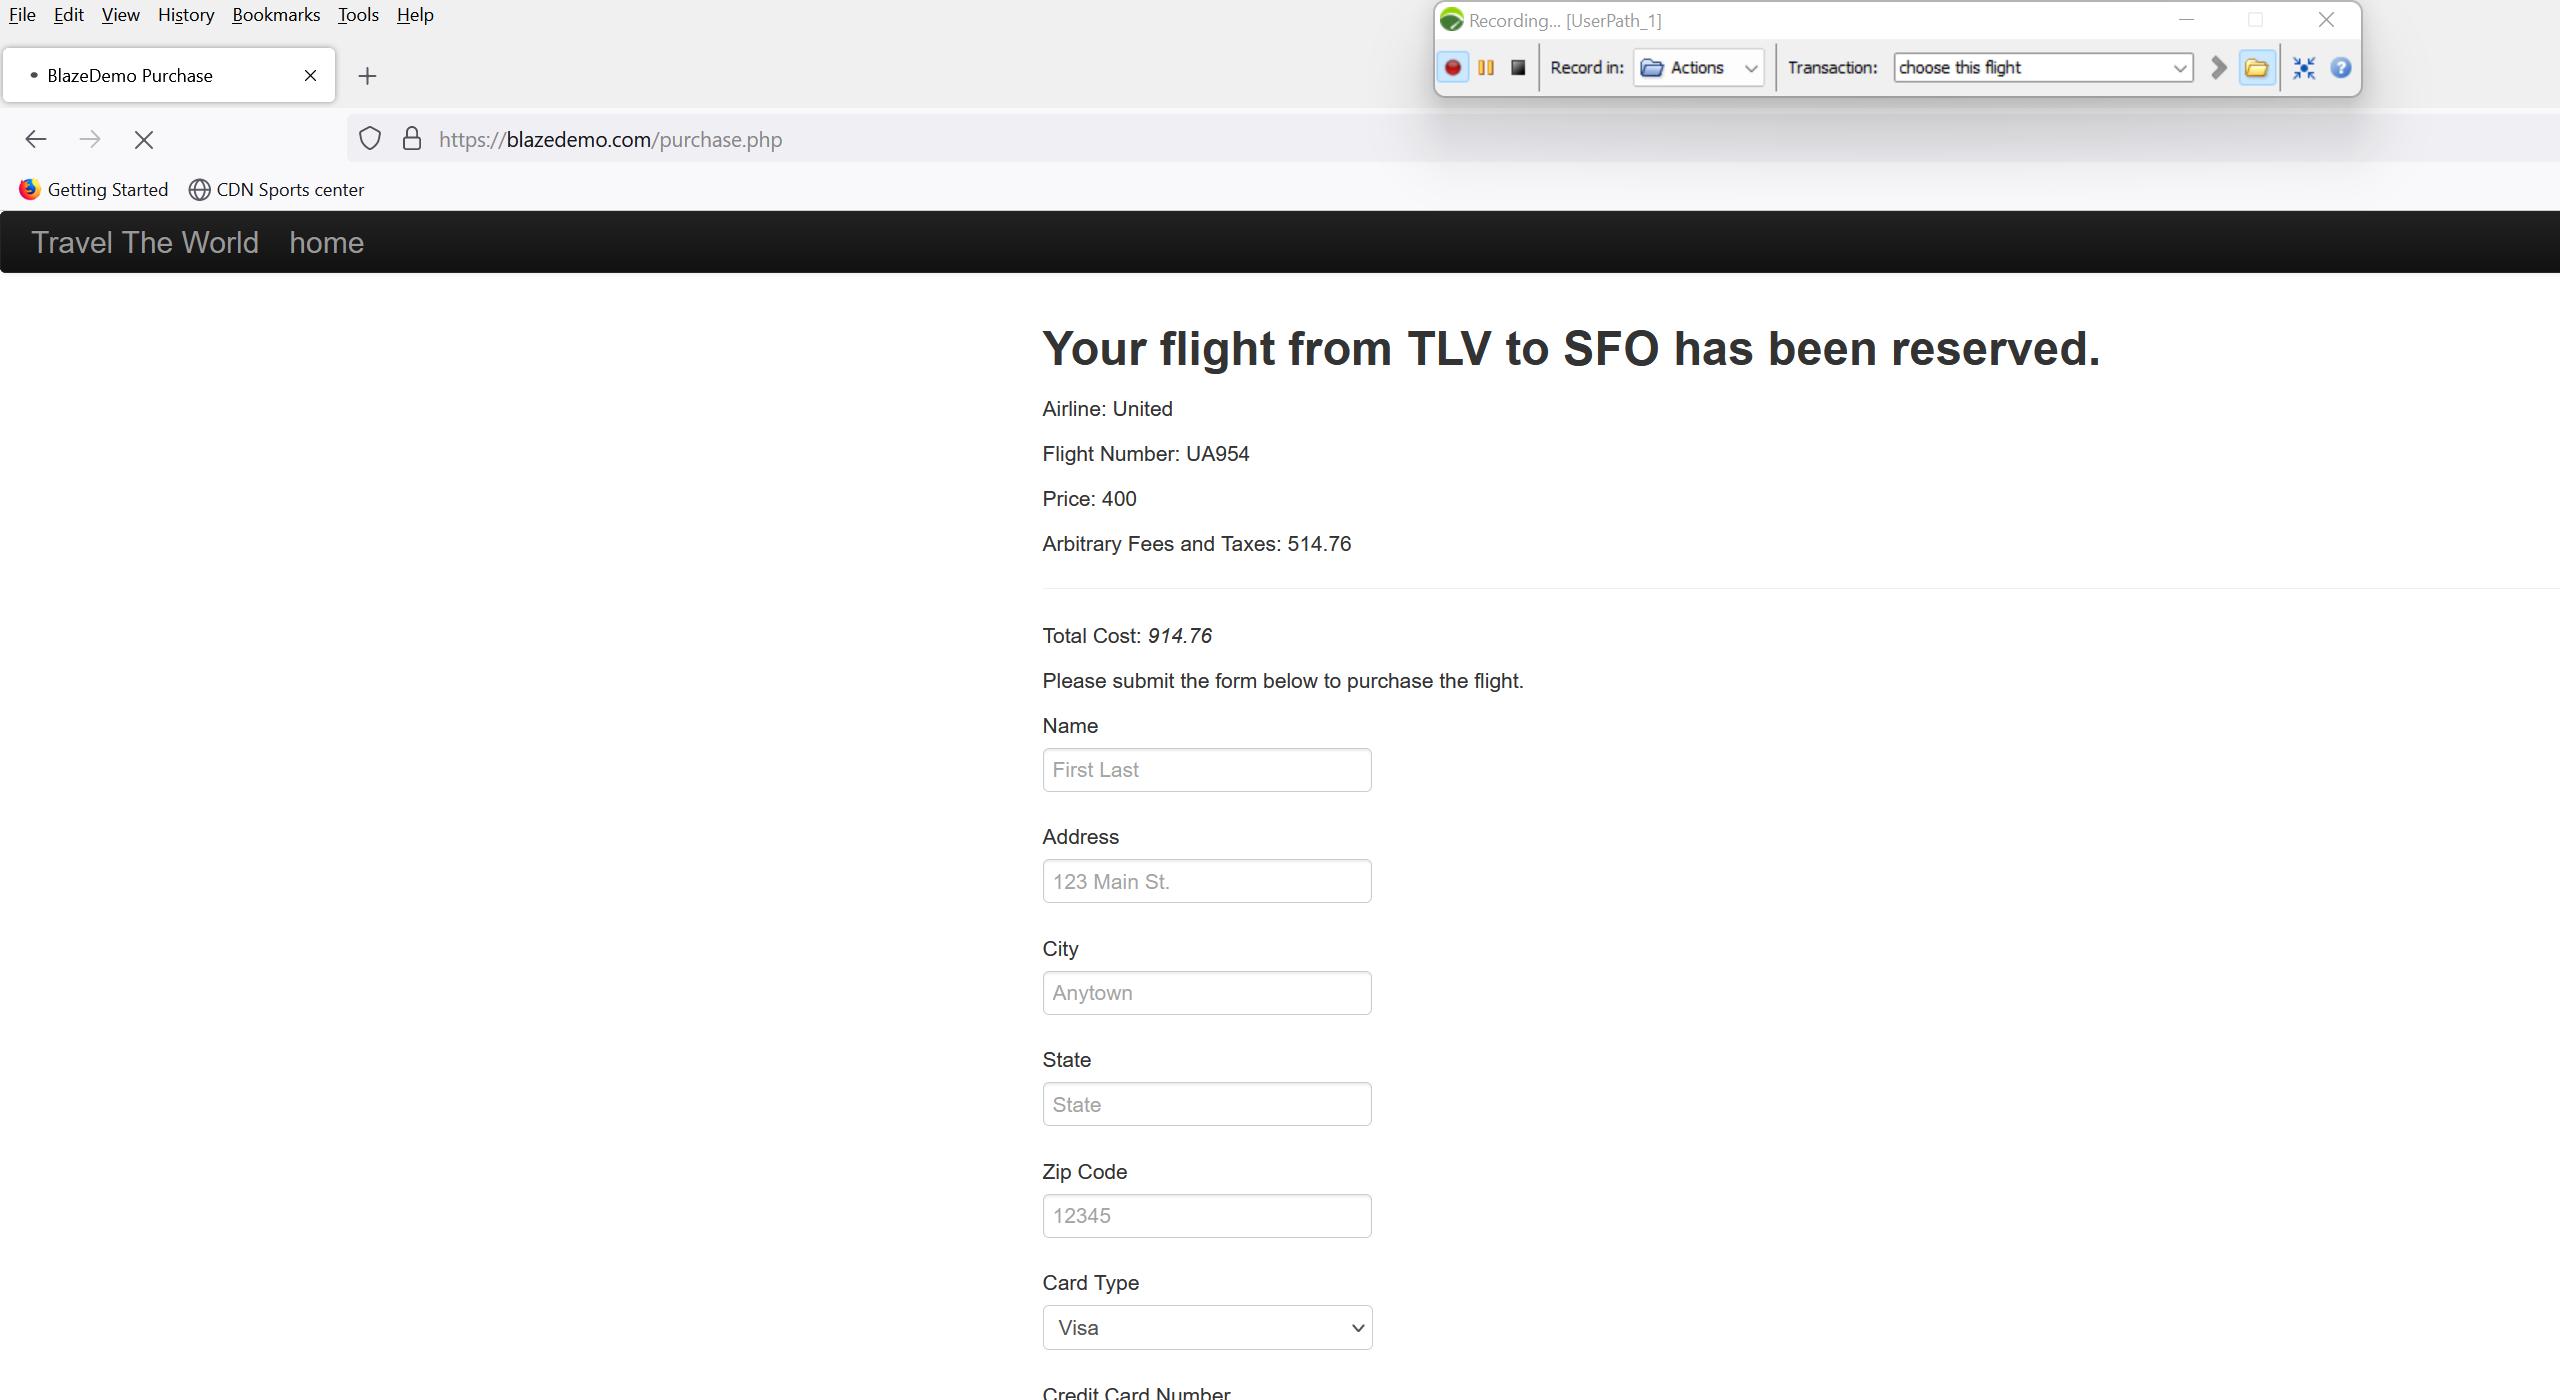 File Edit View History Bookmarks Tools Help
Recording... [UserPath_1]
BlazeDemo Purchase
Record in: Actions Transaction: choose this flight
https://blazedemo.com/purchase.php
Getting Started CDN Sports center
Travel The World home
Your flight from TLV to SFO has been reserved.
Airline: United
Flight Number: UA954
Price: 400
Arbitrary Fees and Taxes: 514.76
Total Cost: 914.76
Please submit the form below to purchase the flight.
Name
First Last
Address
123 Main St.
City
Anytown
State
State
Zip Code
12345
Card Type
Visa
Credit Card Number